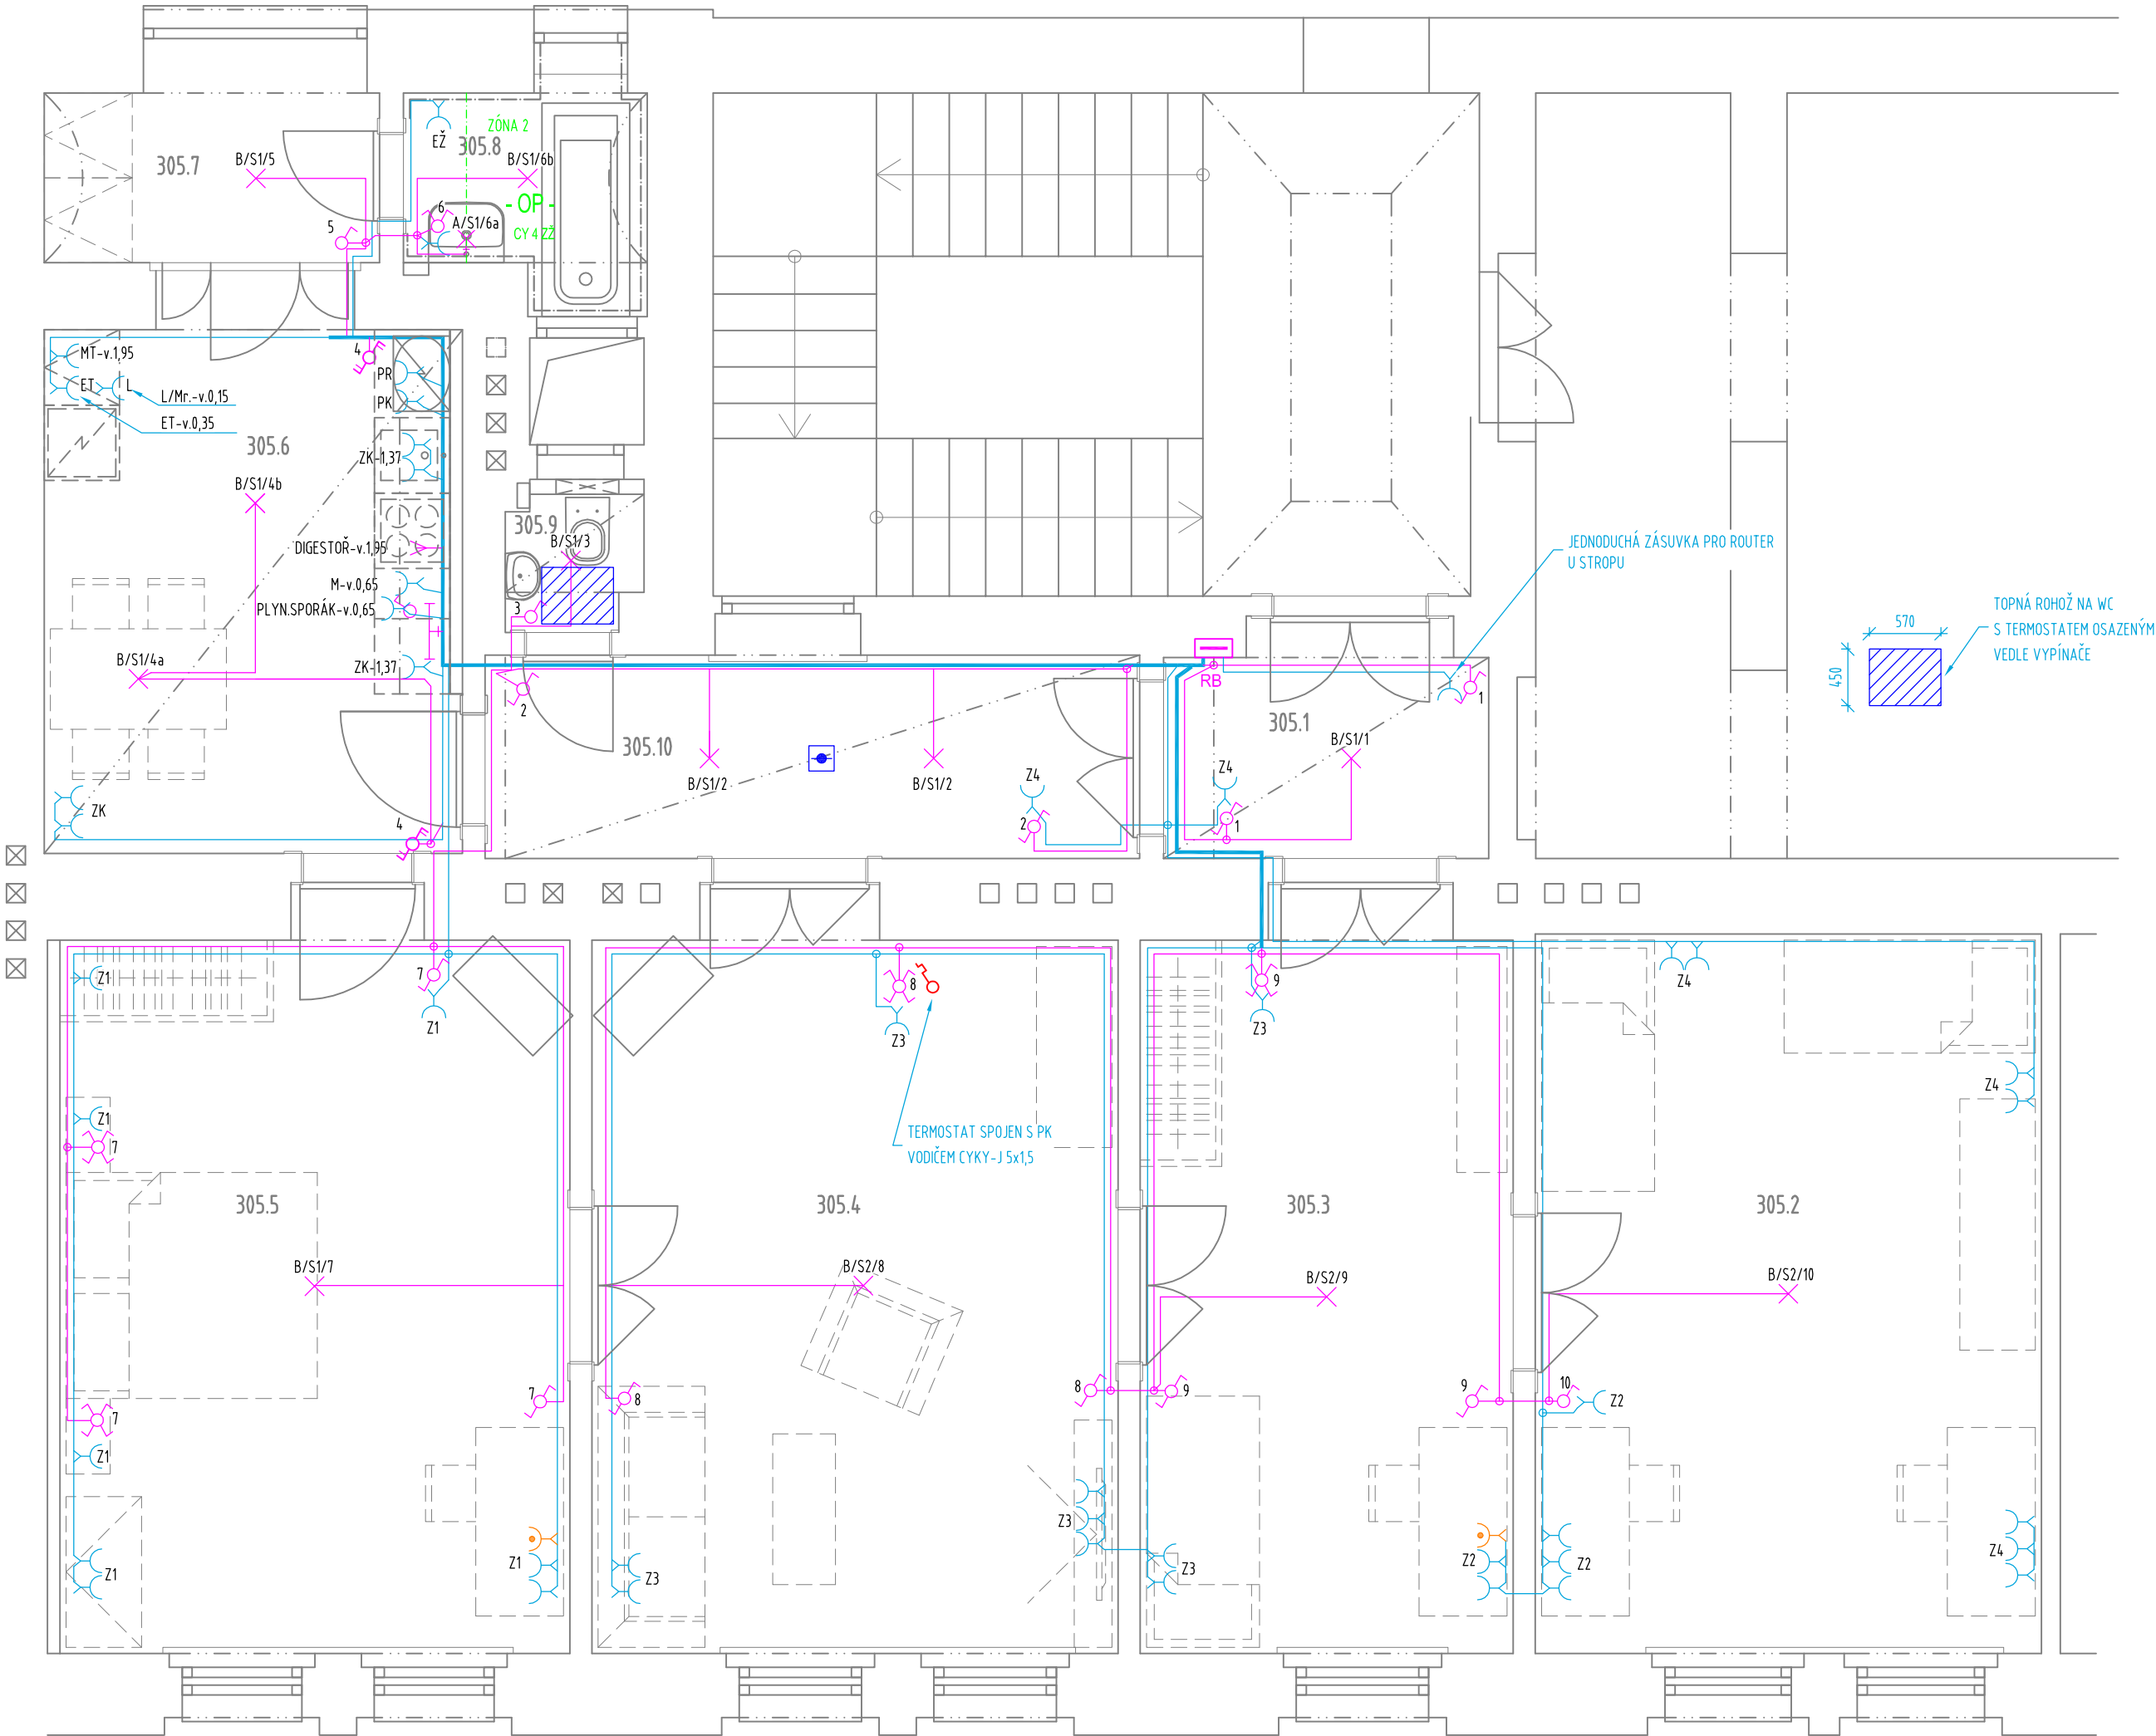 ZÓNA 2
305.8
EŽ
B/S1/5
305.7
B/S1/6b
- OP -
6
A/S1/6a
CY 4 ZŽ
5
4
MT-v.1,95
ET
L
PR
PK
L/Mr.-v.0,15
ET-v.0,35
305.6
ZK-1,37
B/S1/4b
305.9
DIGESTOŘ-v.1,95
B/S1/3
JEDNODUCHÁ ZÁSUVKA PRO ROUTER
U STROPU
M-v.0,65
PLYN.SPORÁK-v.0,65
3
TOPNÁ ROHOŽ NA WC
S TERMOSTATEM OSAZENÝM
VEDLE VYPÍNAČE
570
450
B/S1/4a
ZK-1,37
RB
1
2
305.1
305.10
B/S1/1
B/S1/2
B/S1/2
Z4
Z4
ZK
4
2
1
Z1
7
Z1
8
Z3
9
Z3
Z4
Z4
Z1
7
TERMOSTAT SPOJEN S PK
VODIČEM CYKY-J 5x1,5
305.5
305.4
305.3
305.2
B/S1/7
B/S2/8
B/S2/9
B/S2/10
7
7
8
8
9
9
10
Z2
Z1
Z3
Z1
Z1
Z3
Z3
Z2
Z2
Z4